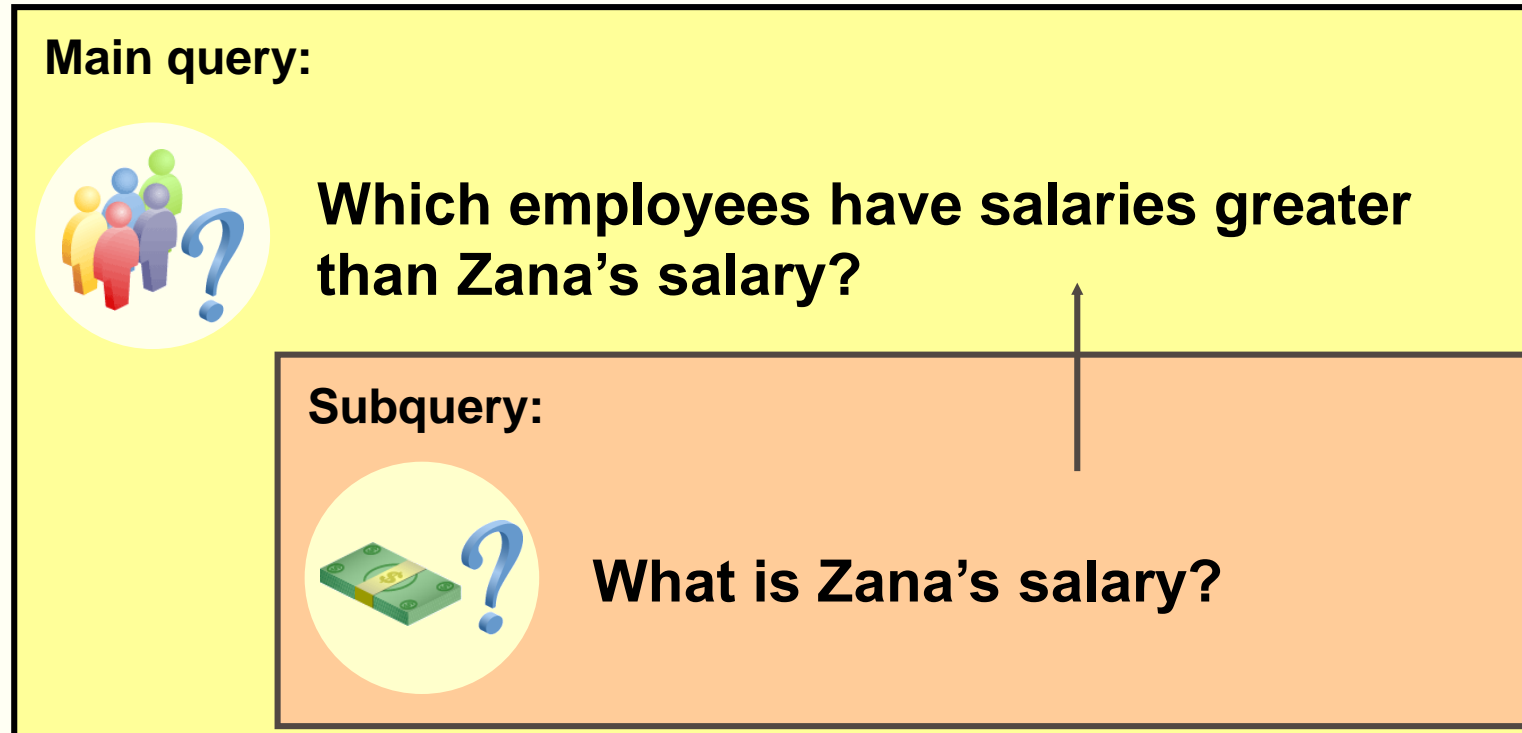 Main query:
Which employees have salaries greater
than Zana’s salary?
Subquery:
What is Zana’s salary?